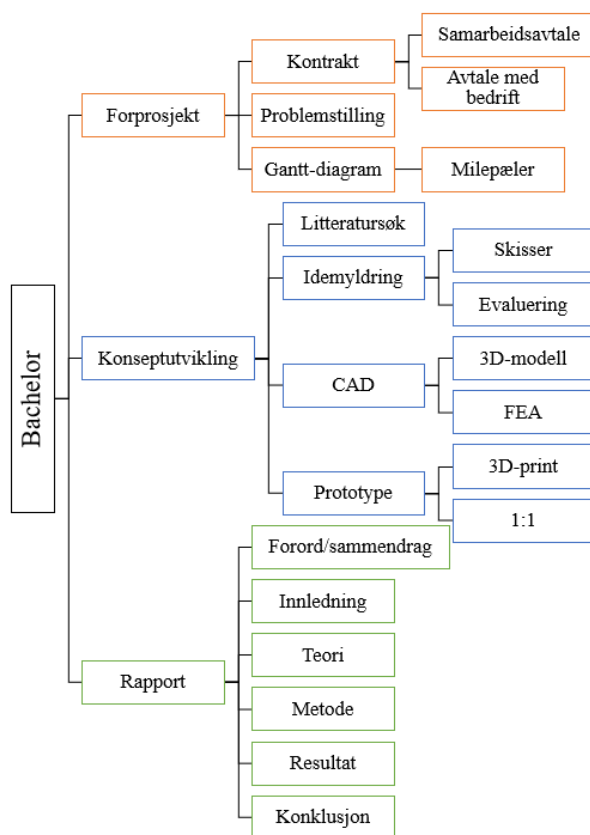 Bachelor
Forprosjekt
Kontrakt
Samarbeidsavtale
Avtale med
bedrift
Problemstilling
Gantt-diagram
Milepæler
Konseptutvikling
Litteratursøk
Idemyldring
Skisser
Evaluering
CAD
3D-modell
FEA
Prototype
3D-print
1:1
Rapport
Forord/sammendrag
Innledning
Teori
Metode
Resultat
Konklusjon